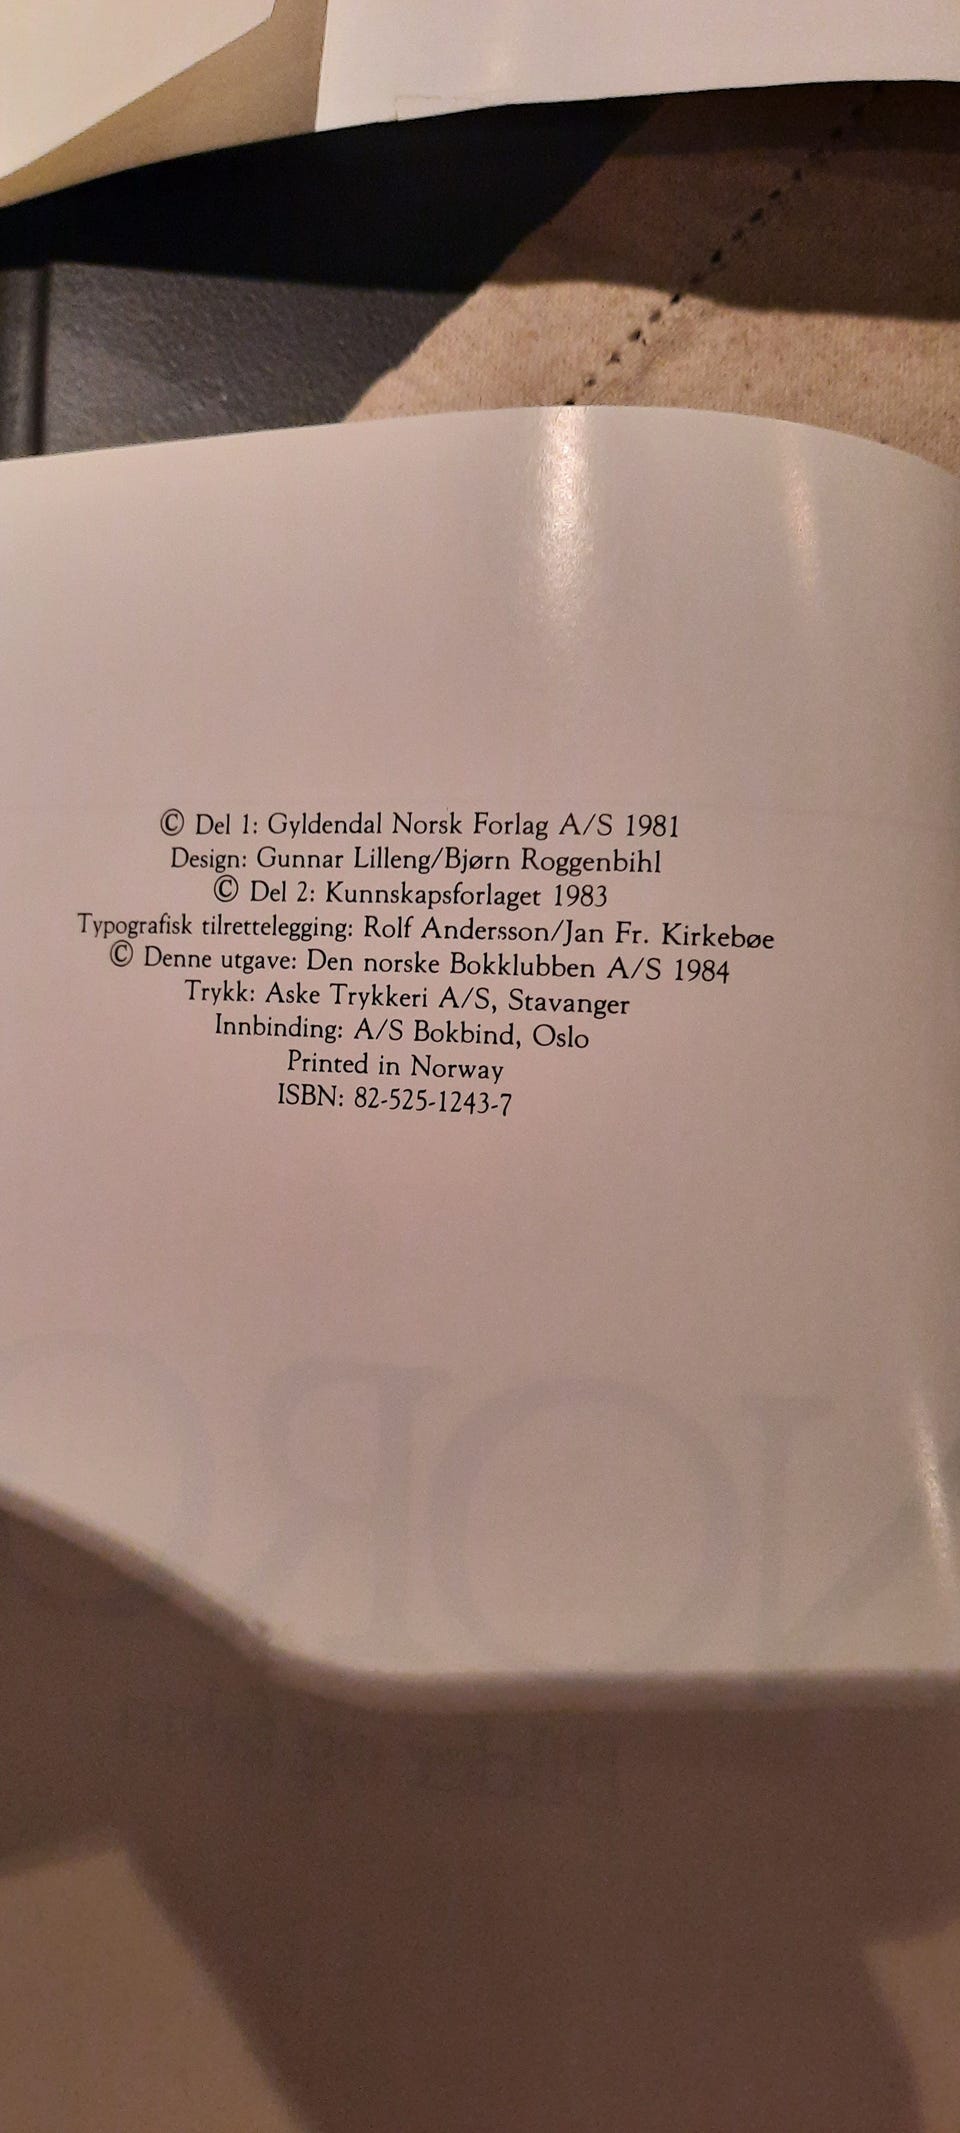 © Del 1: Gyldendal Norsk Forlag A/S 1981
Design: Gunnar Lilleng/Bjørn Roggenbihl
© Del 2: Kunnskapsforlaget 1983
Typografisk tilrettelegging: Rolf Andersson/Jan Fr. Kirkebøe
© Denne utgave: Den norske Bokklubben A/S 1984
Trykk: Aske Trykkeri A/S, Stavanger
Innbinding: A/S Bokbind, Oslo
Printed in Norway
ISBN: 82-525-1243-7